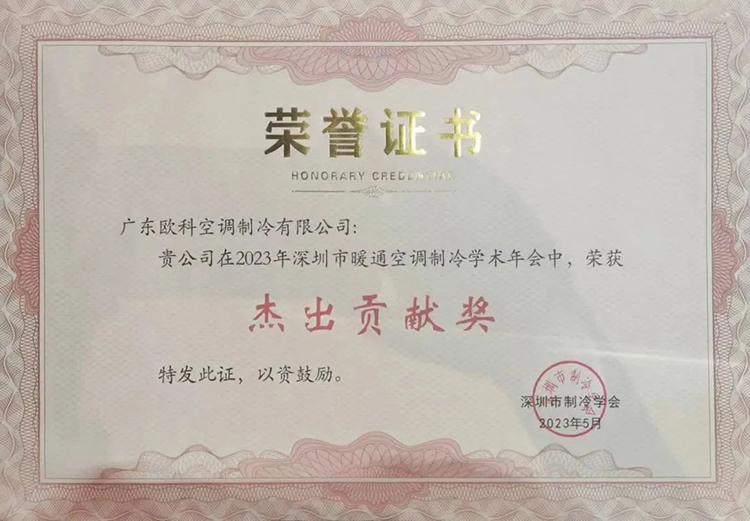 荣誉证书
HONORARY CREDENTIAL
广东欧科空调制冷有限公司:
贵公司在2023年深圳市暖通空调制冷学术年会中，荣获
杰出贡献奖
特发此证，以资鼓励。
深圳市制冷学会
2023年5月